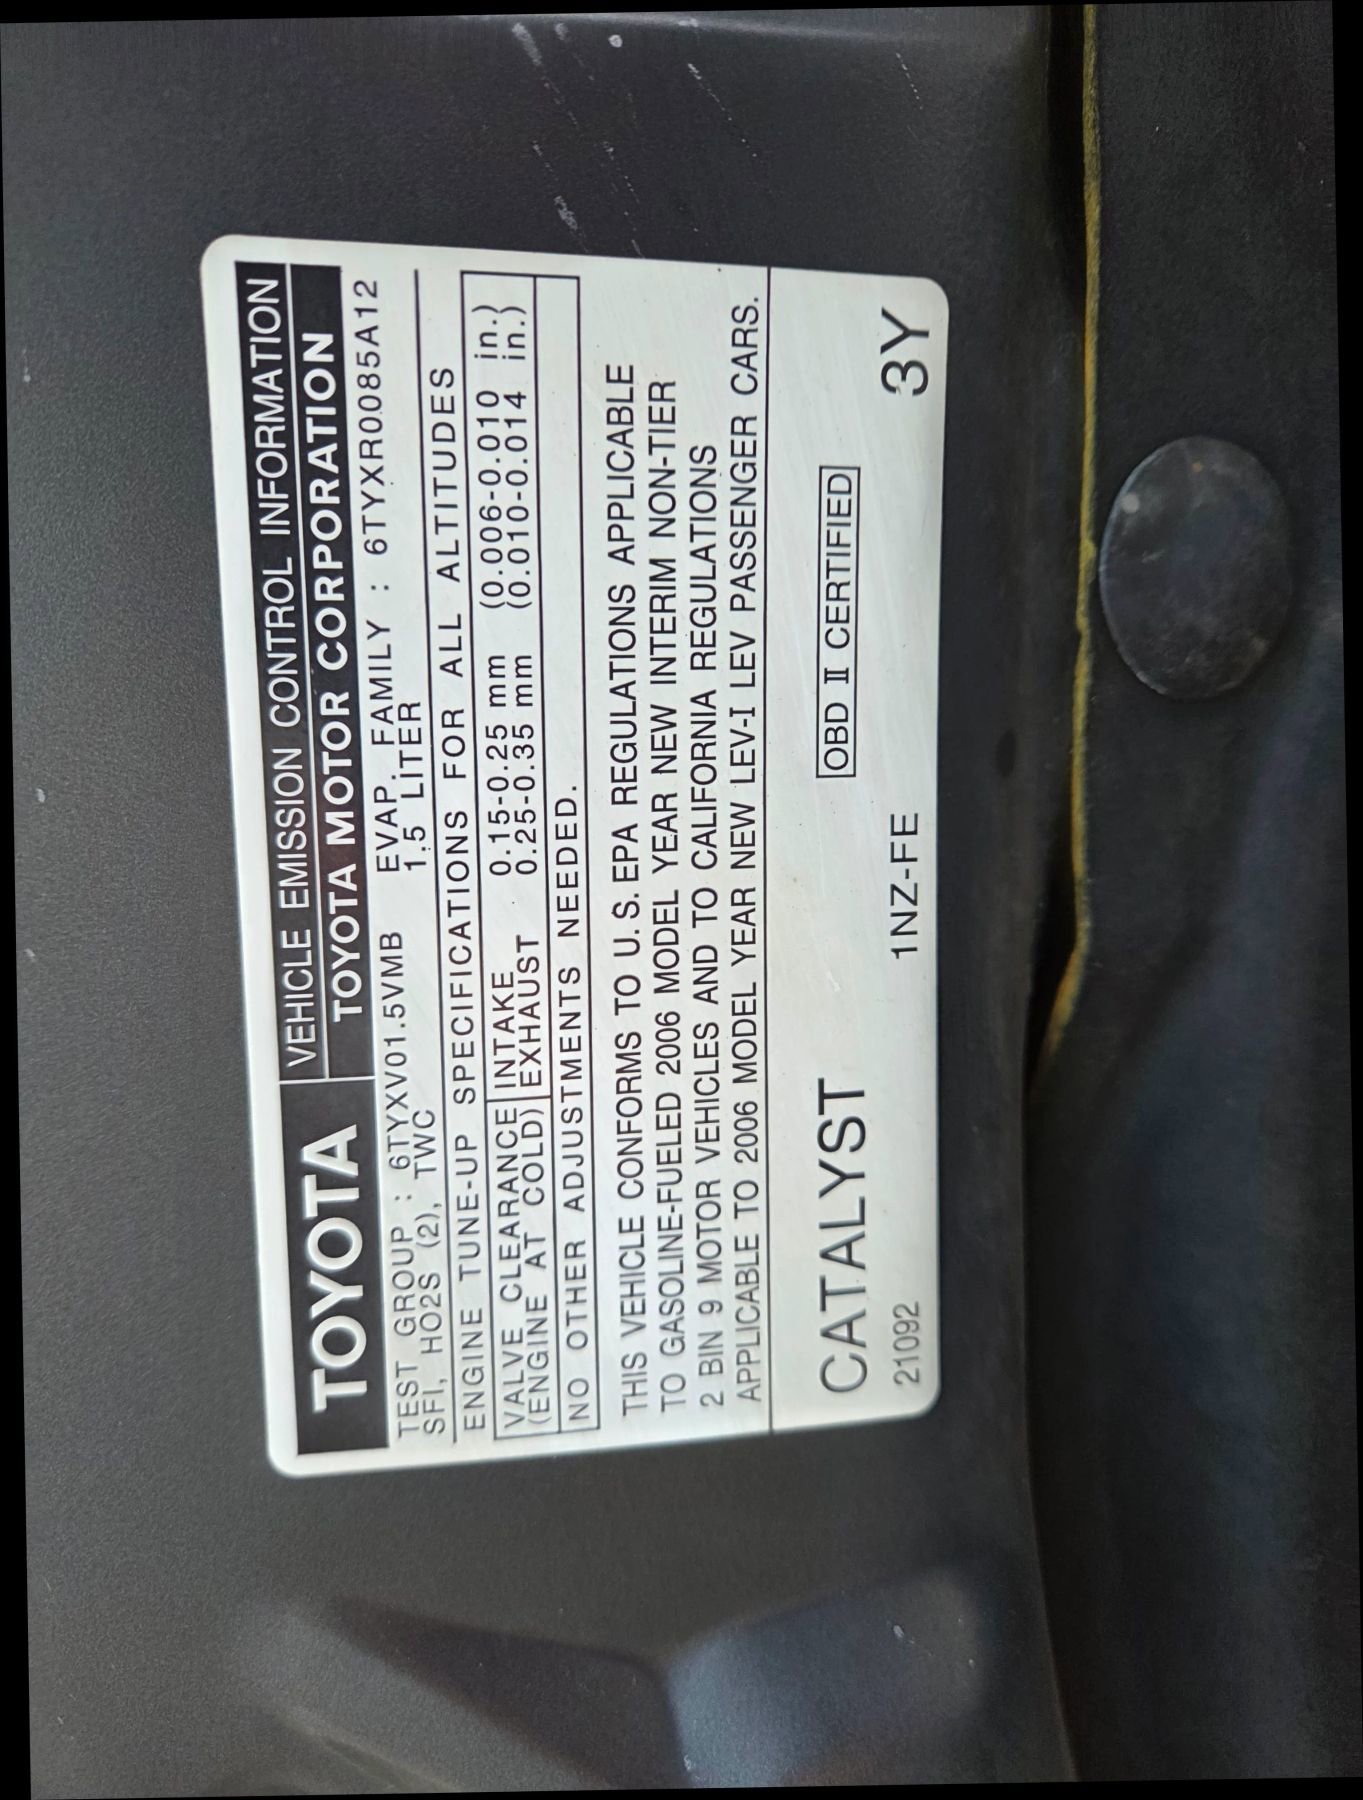 TOYOTA VEHICLE EMISSION CONTROL INFORMATION
TOYOTA MOTOR CORPORATION
TEST GROUP : 6TYXV01.5VMB EVAP. FAMILY : 6TYXR0085A12
SFI, HO2S (2), TWC 1.5 LITER
ENGINE TUNE-UP SPECIFICATIONS FOR ALL ALTITUDES
VALVE CLEARANCE INTAKE 0.15-0.25 mm (0.006-0.010 in.)
(ENGINE AT COLD) EXHAUST 0.25-0.35 mm (0.010-0.014 in.)
NO OTHER ADJUSTMENTS NEEDED.
THIS VEHICLE CONFORMS TO U.S. EPA REGULATIONS APPLICABLE
TO GASOLINE-FUELED 2006 MODEL YEAR NEW INTERIM NON-TIER
2 BIN 9 MOTOR VEHICLES AND TO CALIFORNIA REGULATIONS
APPLICABLE TO 2006 MODEL YEAR NEW LEV-I LEV PASSENGER CARS.
CATALYST OBD II CERTIFIED
21092 1NZ-FE 3Y